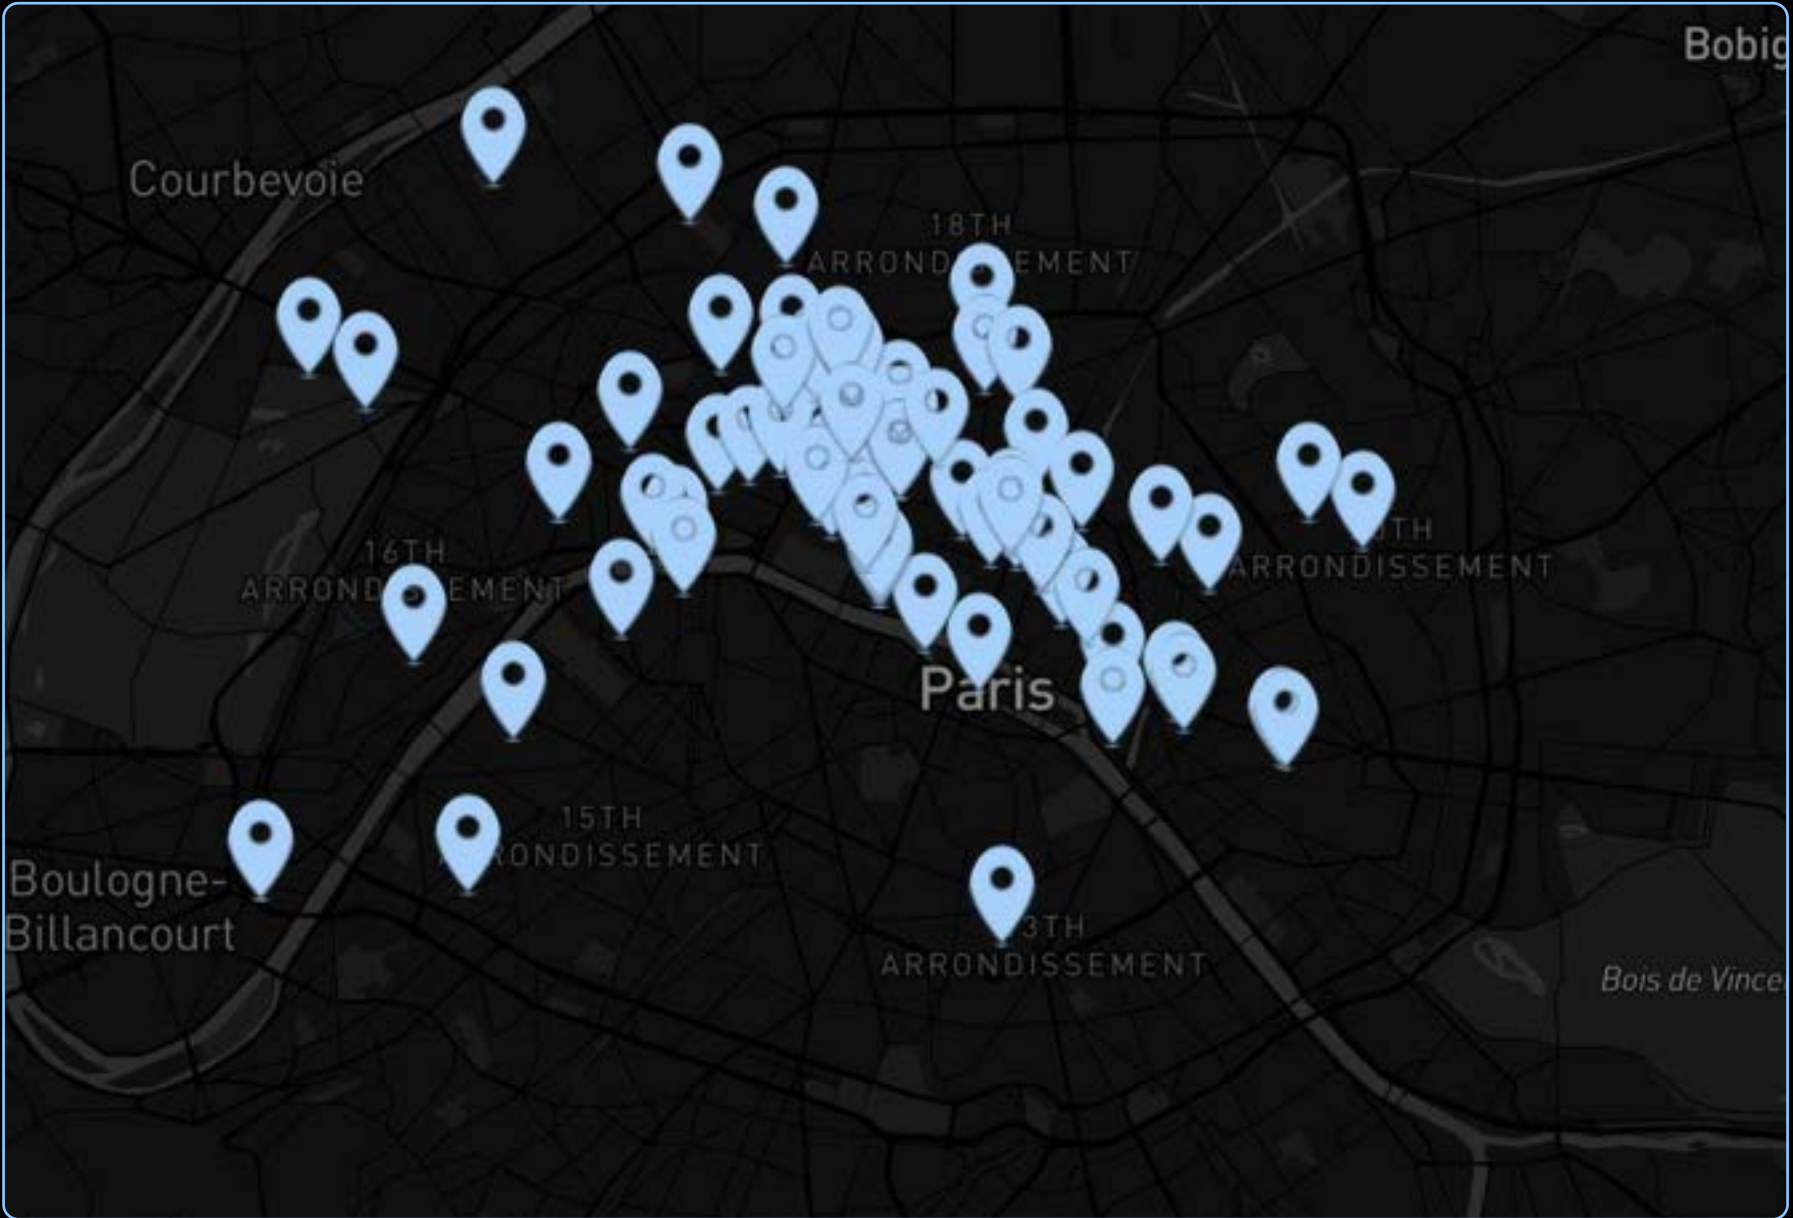 Bobig
Courbevoie
18TH
ARROND EMENT
16TH
ARROND EMENT
TH
ARRONDISSEMENT
Paris
15TH
RONDISSEMENT
Boulogne-
Billancourt
3TH
ARRONDISSEMENT
Bois de Vince